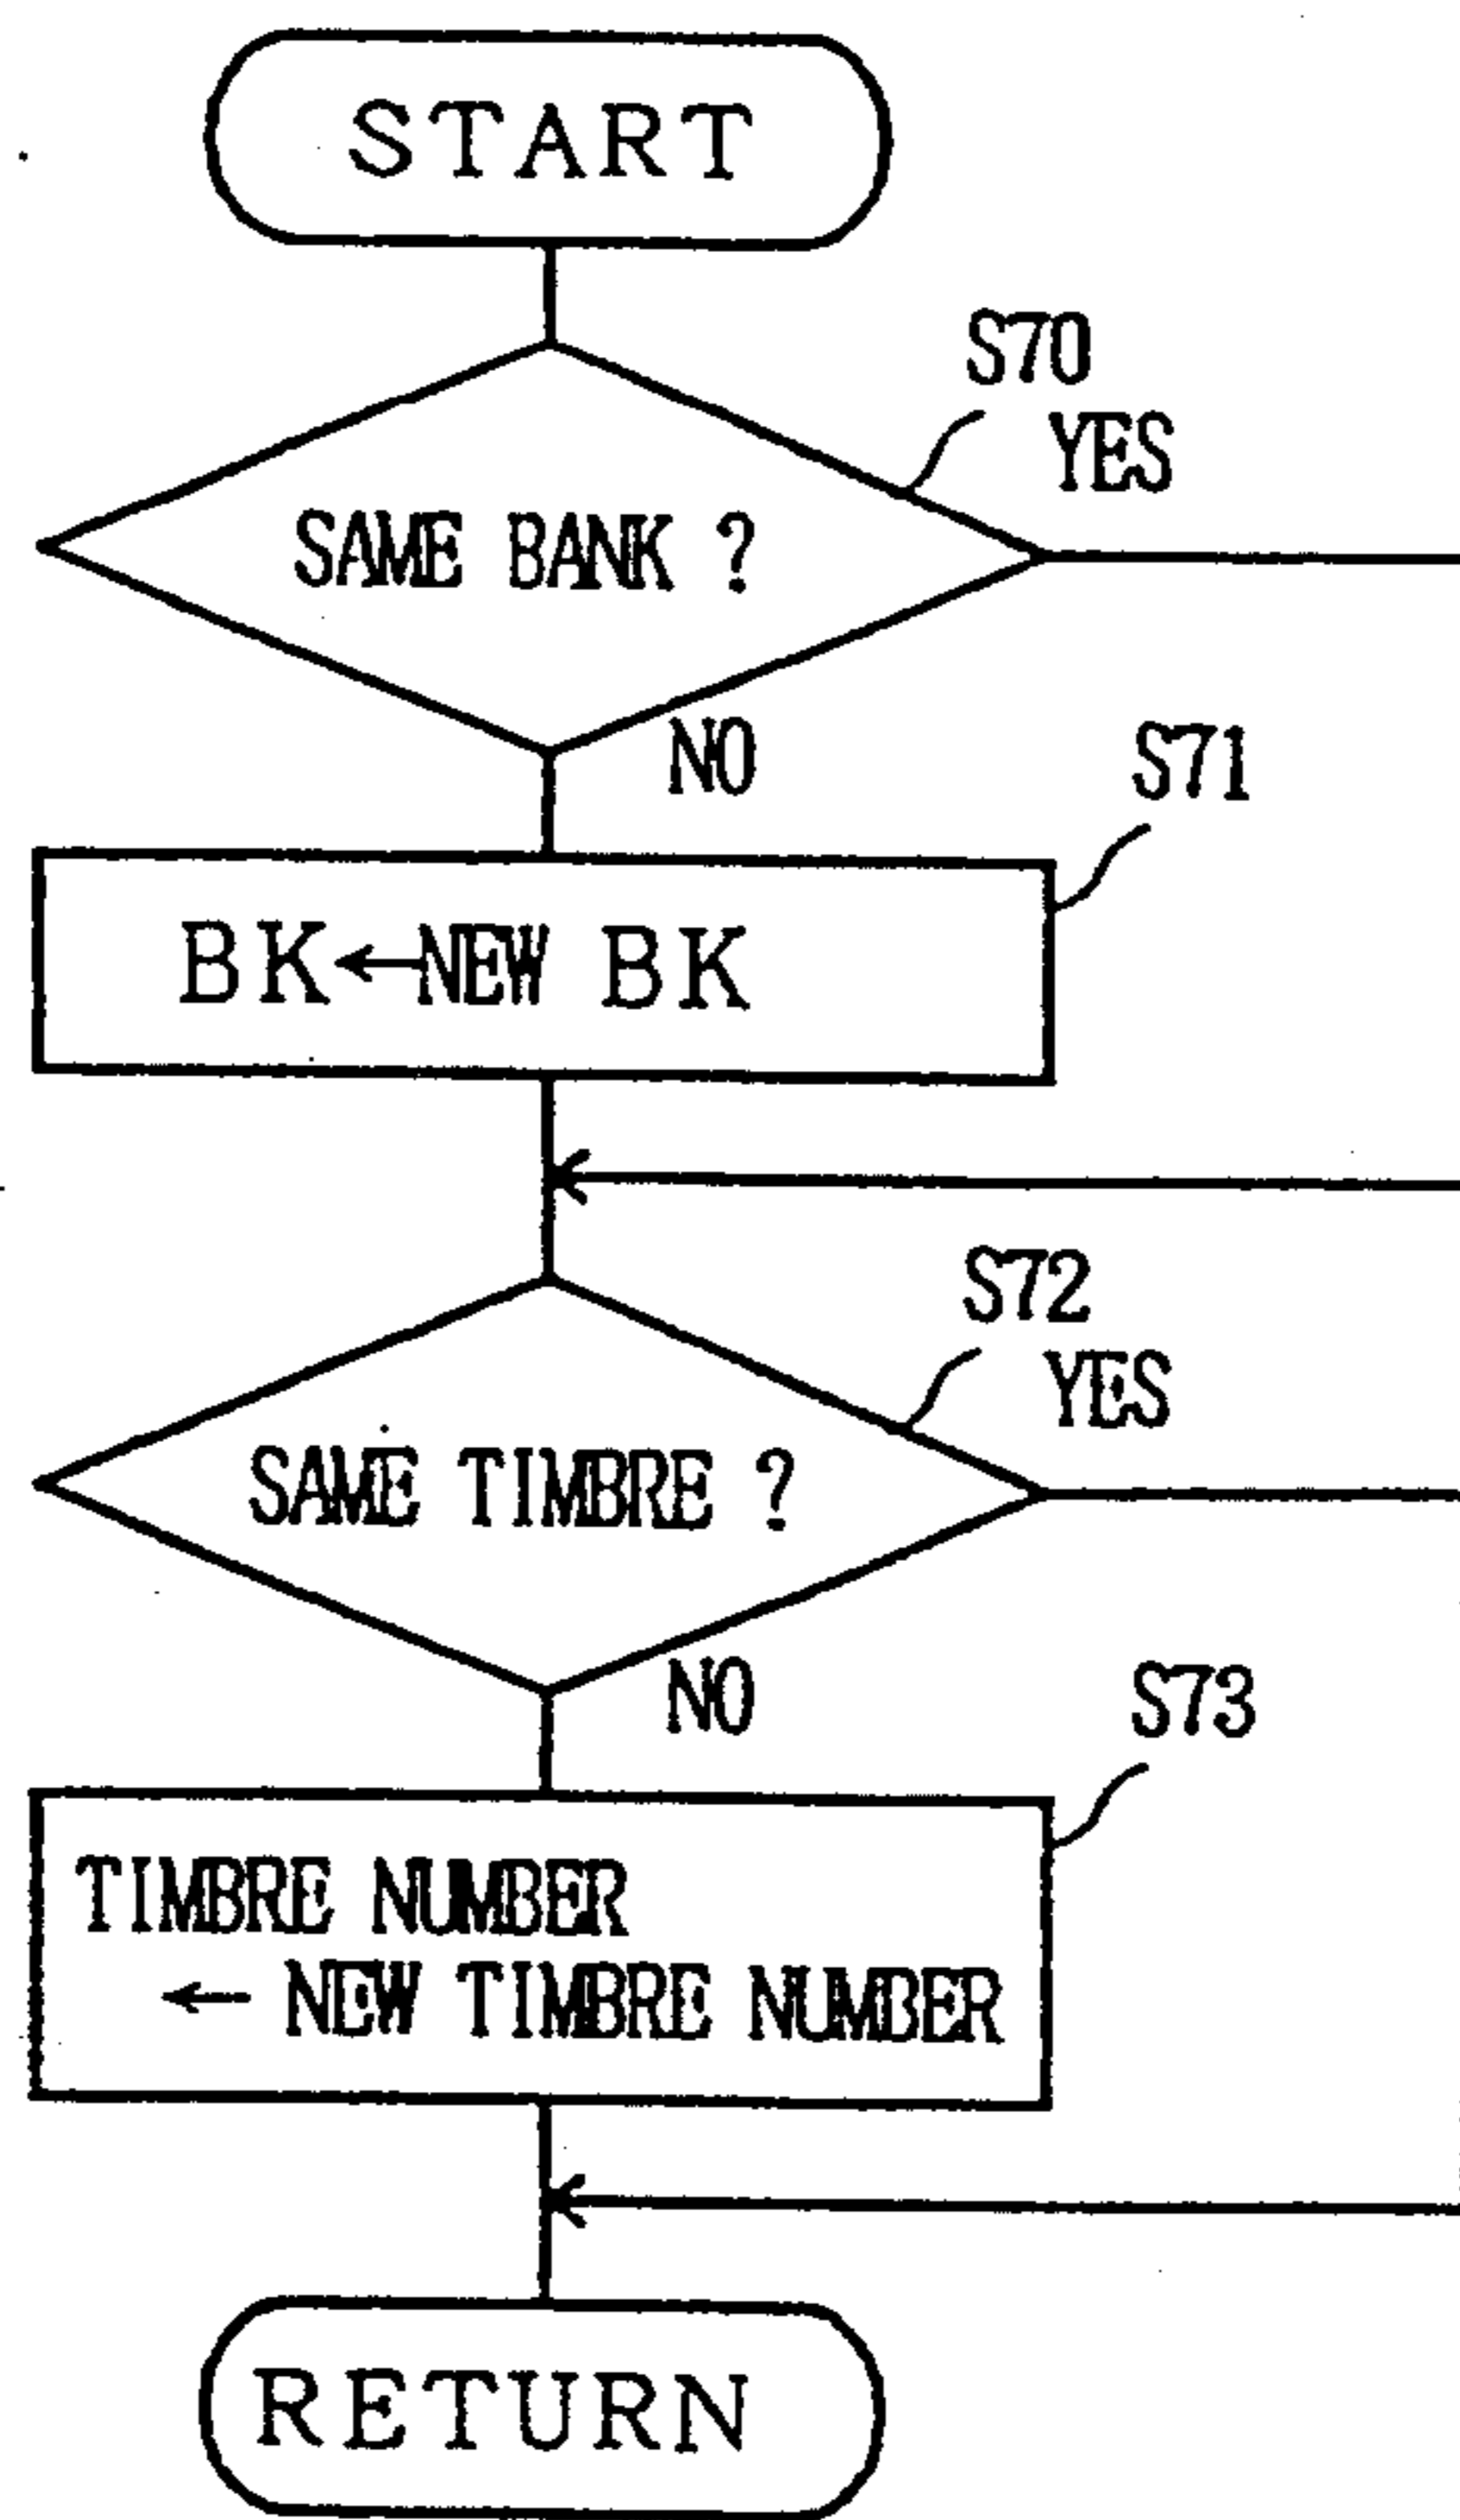 START
S70
YES
SAME BANK ?
NO
S71
BK←NEW BK
S72
YES
SAME TIMBRE ?
NO
S73
TIMBRE NUMBER
← NEW TIMBRE NUMBER
RETURN